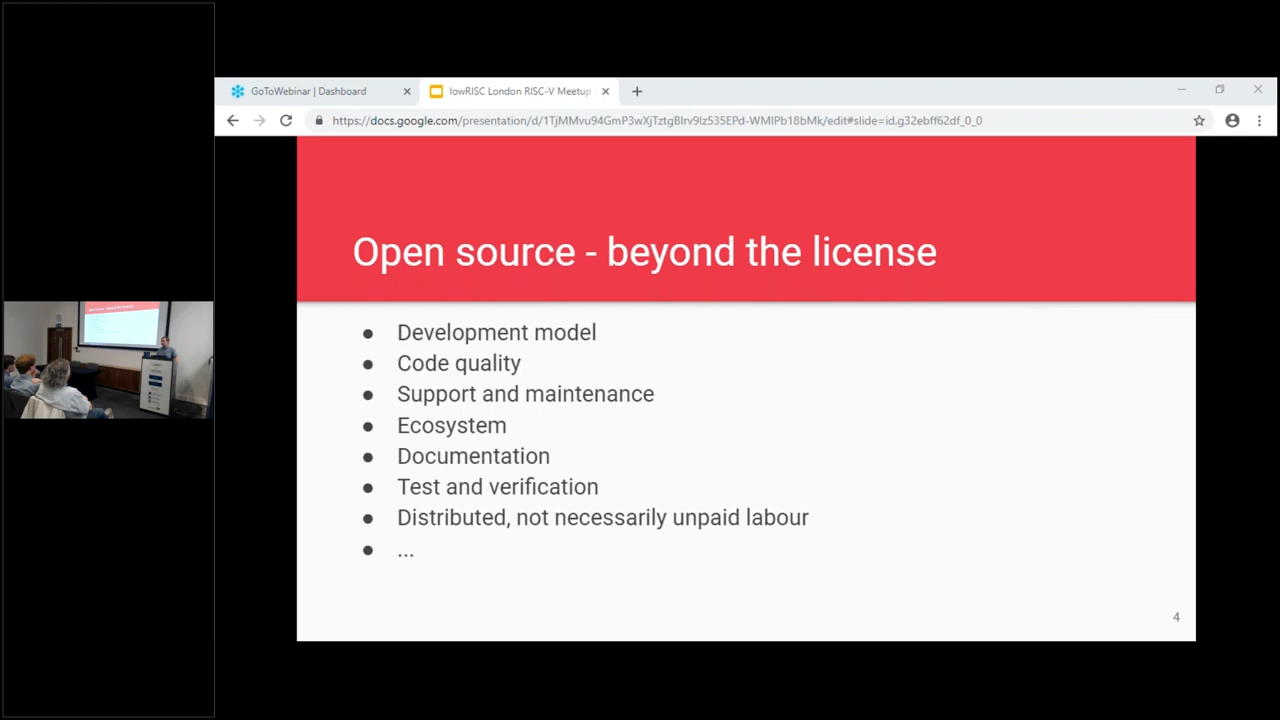 GoToWebinar | Dashboard
lowRISC London RISC-V Meetup
https://docs.google.com/presentation/d/1TjMMvu94GmP3wXjTztgBIrv9lz535EPd-WMIPb18bMk/edit#slide=id.g32ebff62df_0_0
Open source - beyond the license
● Development model
● Code quality
● Support and maintenance
● Ecosystem
● Documentation
● Test and verification
● Distributed, not necessarily unpaid labour
● ...
4